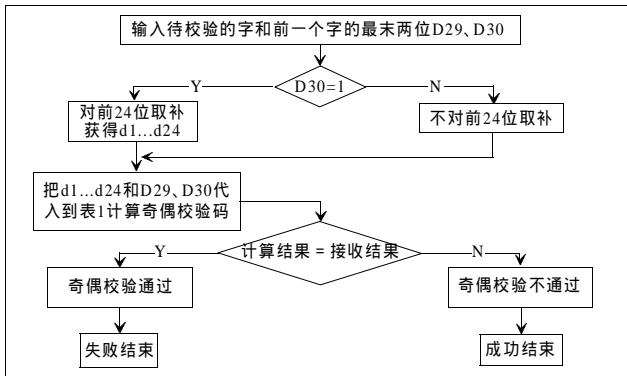 输入待校验的字和前一个字的最末两位D29、D30
D30=1
Y
N
对前24位取补
获得d1...d24
不对前24位取补
把d1...d24和D29、D30代
入到表1计算奇偶校验码
计算结果 = 接收结果
Y
N
奇偶校验通过
奇偶校验不通过
失败结束
成功结束